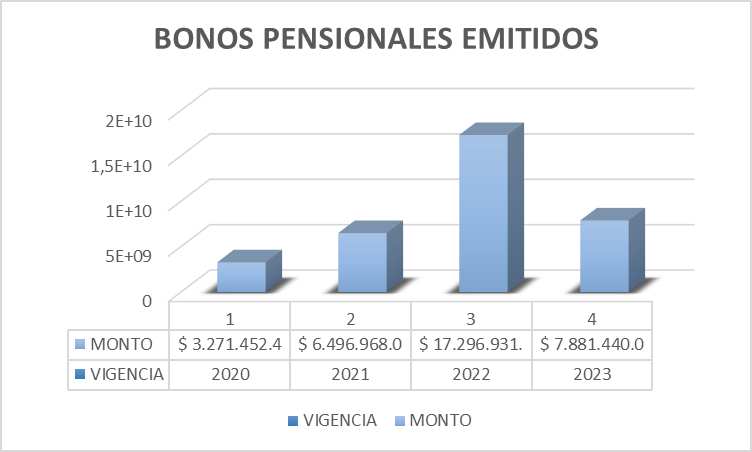 BONOS PENSIONALES EMITIDOS
2E+10
1,5E+10
1E+10
5E+09
0
1 2 3 4
MONTO $ 3.271.452.4 $ 6.496.968.0 $ 17.296.931. $ 7.881.440.0
VIGENCIA 2020 2021 2022 2023
VIGENCIA MONTO